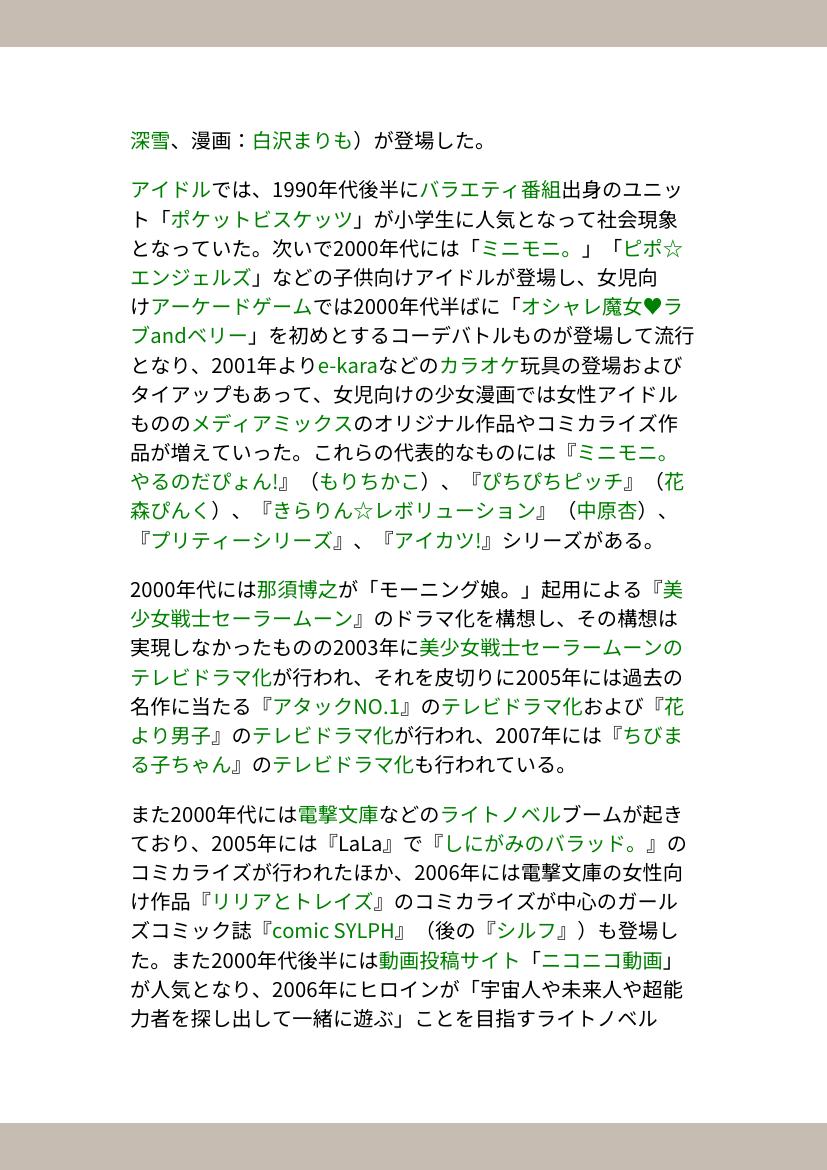 深雪、漫画：白沢まりも）が登場した。
アイドルでは、1990年代後半にバラエティ番組出身のユニッ
ト「ポケットビスケッツ」が小学生に人気となって社会現象
となっていた。次いで2000年代には「ミニモニ。」「ピポ☆
エンジェルズ」などの子供向けアイドルが登場し、女児向
けアーケードゲームでは2000年代半ばに「オシャレ魔女♥ラ
ブandベリー」を初めとするコーデバトルものが登場して流行
となり、2001年よりe-karaなどのカラオケ玩具の登場および
タイアップもあって、女児向けの少女漫画では女性アイドル
もののメディアミックスのオリジナル作品やコミカライズ作
品が増えていった。これらの代表的なものには『ミニモニ。
やるのだぴょん!』（もりちかこ）、『ぴちぴちピッチ』（花
森ぴんく）、『きらりん☆レボリューション』（中原杏）、
『プリティーシリーズ』、『アイカツ!』シリーズがある。
2000年代には那須博之が「モーニング娘。」起用による『美
少女戦士セーラームーン』のドラマ化を構想し、その構想は
実現しなかったものの2003年に美少女戦士セーラームーンの
テレビドラマ化が行われ、それを皮切りに2005年には過去の
名作に当たる『アタックNO.1』のテレビドラマ化および『花
より男子』のテレビドラマ化が行われ、2007年には『ちびま
る子ちゃん』のテレビドラマ化も行われている。
また2000年代には電撃文庫などのライトノベルブームが起き
ており、2005年には『LaLa』で『しにがみのバラッド。』の
コミカライズが行われたほか、2006年には電撃文庫の女性向
け作品『リリアとトレイズ』のコミカライズが中心のガール
ズコミック誌『comic SYLPH』（後の『シルフ』）も登場し
た。また2000年代後半には動画投稿サイト「ニコニコ動画」
が人気となり、2006年にヒロインが「宇宙人や未来人や超能
力者を探し出して一緒に遊ぶ」ことを目指すライトノベル